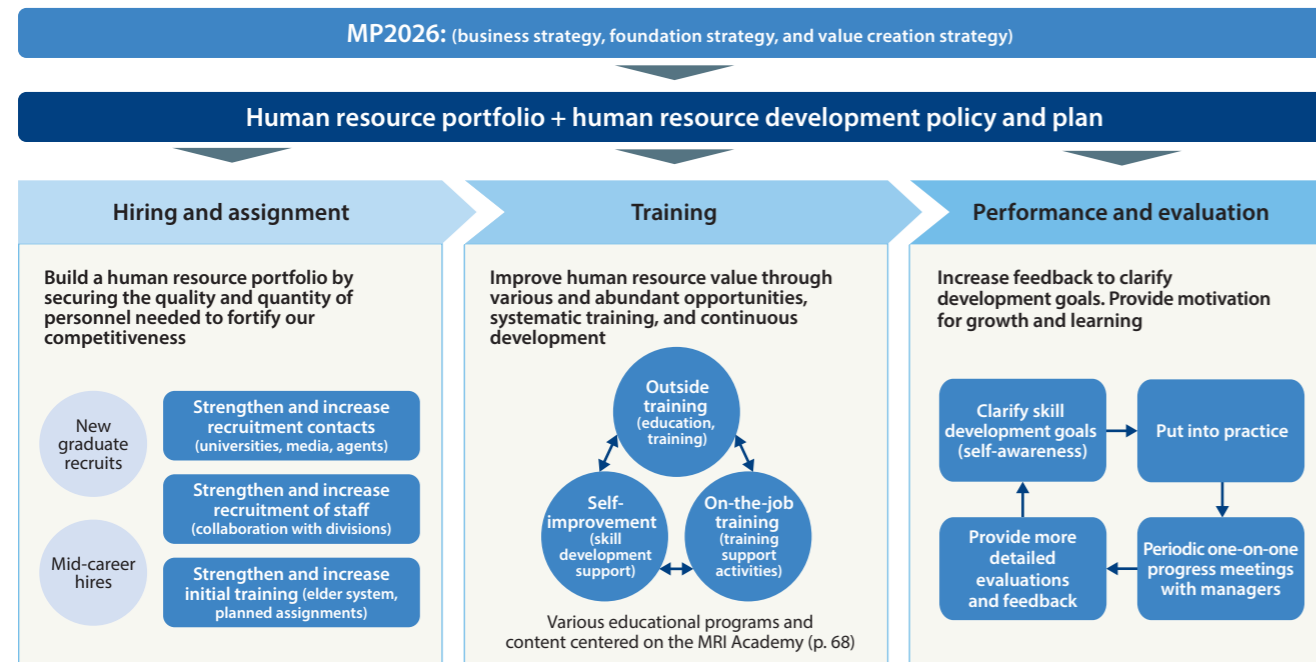 MP2026: (business strategy, foundation strategy, and value creation strategy)
Human resource portfolio + human resource development policy and plan
Hiring and assignment
Build a human resource portfolio by
securing the quality and quantity of
personnel needed to fortify our
competitiveness
New
graduate
recruits
Mid-career
hires
Strengthen and increase
recruitment contacts
(universities, media, agents)
Strengthen and increase
recruitment of staff
(collaboration with divisions)
Strengthen and increase
initial training (elder system,
planned assignments)
Training
Improve human resource value through
various and abundant opportunities,
systematic training, and continuous
development
Outside
training
(education,
training)
Self-
improvement
(skill
development
support)
On-the-job
training
(training
support
activities)
Various educational programs and
content centered on the MRI Academy (p. 68)
Performance and evaluation
Increase feedback to clarify
development goals. Provide motivation
for growth and learning
Clarify skill
development goals
(self-awareness)
Put into practice
Periodic one-on-one
progress meetings
with managers
Provide more
detailed
evaluations
and feedback